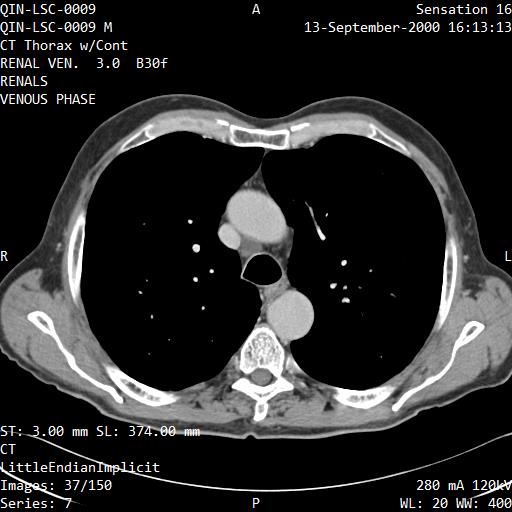 QIN-LSC-0009
QIN-LSC-0009 M
CT Thorax w/Cont
RENAL VEN.  3.0  B30f
RENALS
VENOUS PHASE
A
Sensation 16
13-September-2000 16:13:13
R
L
ST: 3.00 mm SL: 374.00 mm
CT
LittleEndianImplicit
Images: 37/150
Series: 7
P
280 mA 120kV
WL: 20 WW: 400